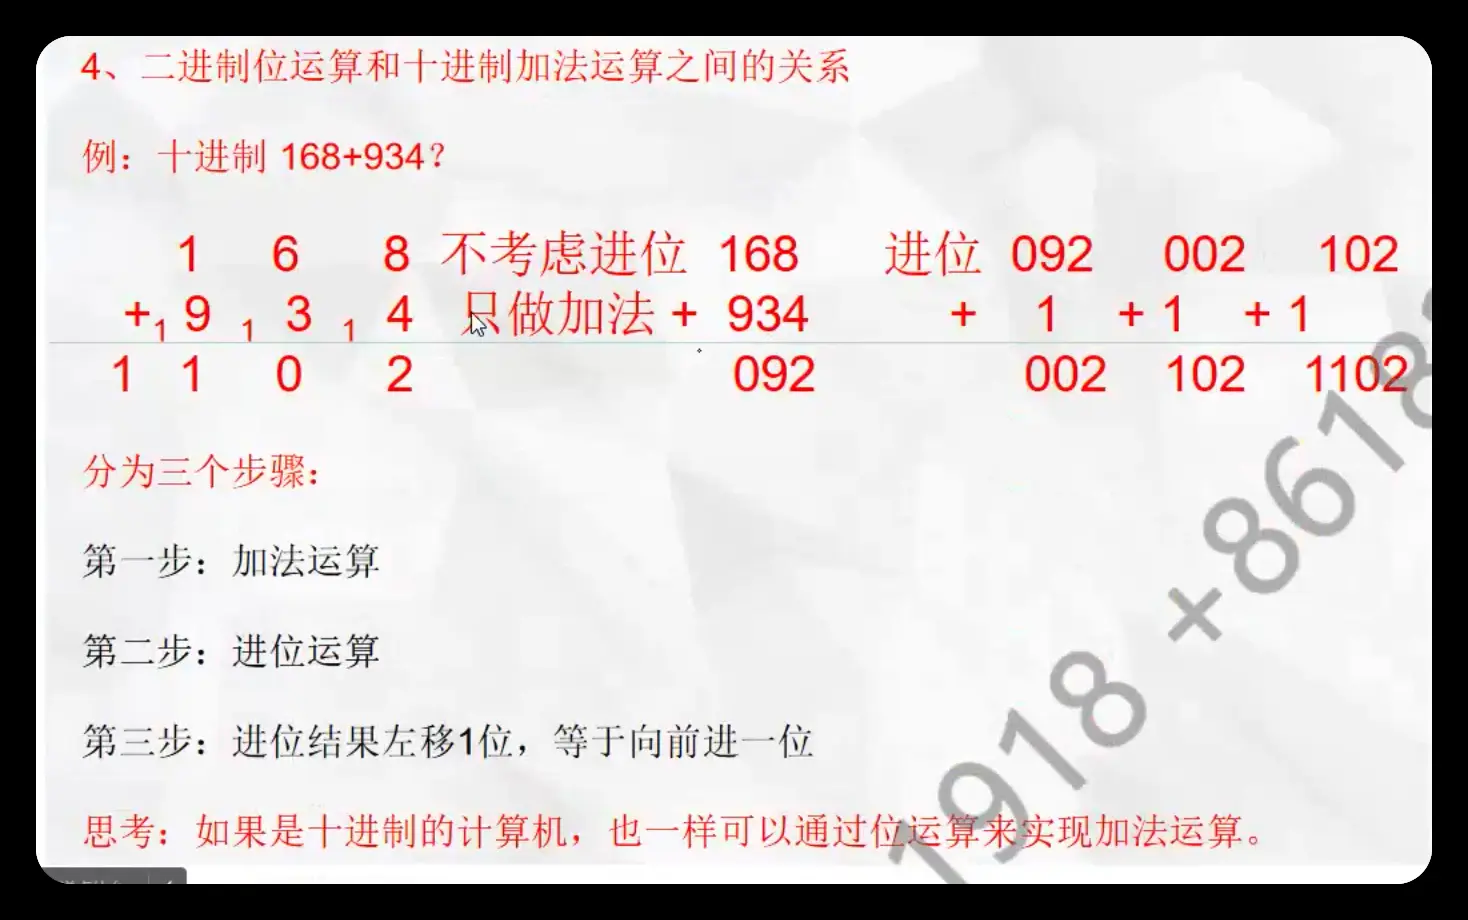 4、二进制位运算和十进制加法运算之间的关系
例：十进制 168+934？
1 6 8 不考虑进位 168 进位 092 002 102
+1 9 1 3 1 4 只做加法 + 934 + 1 +1 +1
1 1 0 2 092 002 102 1102
分为三个步骤：
第一步：加法运算
第二步：进位运算
第三步：进位结果左移1位，等于向前进一位
思考：如果是十进制的计算机，也一样可以通过位运算来实现加法运算。
1918 +8618